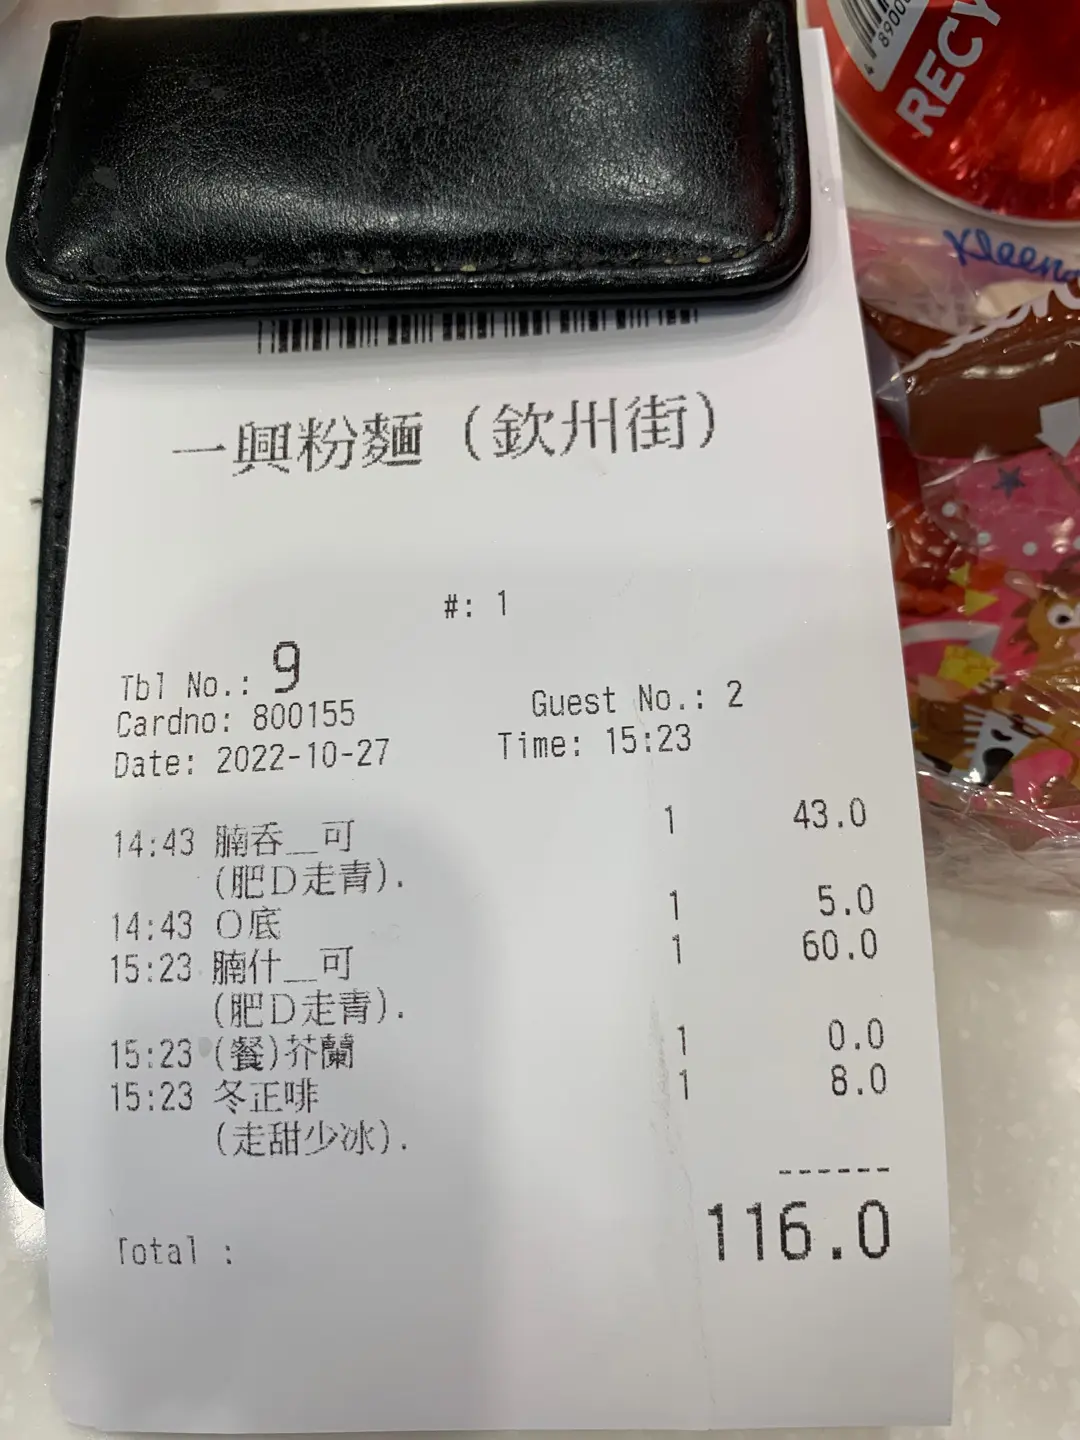 RECY
4 8900
Kleen
一興粉麵（欽州街）
#: 1
Tbl No.: 9
Cardno: 800155 Guest No.: 2
Date: 2022-10-27 Time: 15:23
14:43 腩吞__可 1 43.0
(肥D走青).
14:43 O底 1 5.0
15:23 腩什__可 1 60.0
(肥D走青).
15:23 (餐)芥蘭 1 0.0
15:23 冬正啡 1 8.0
(走甜少冰).
------
Total : 116.0